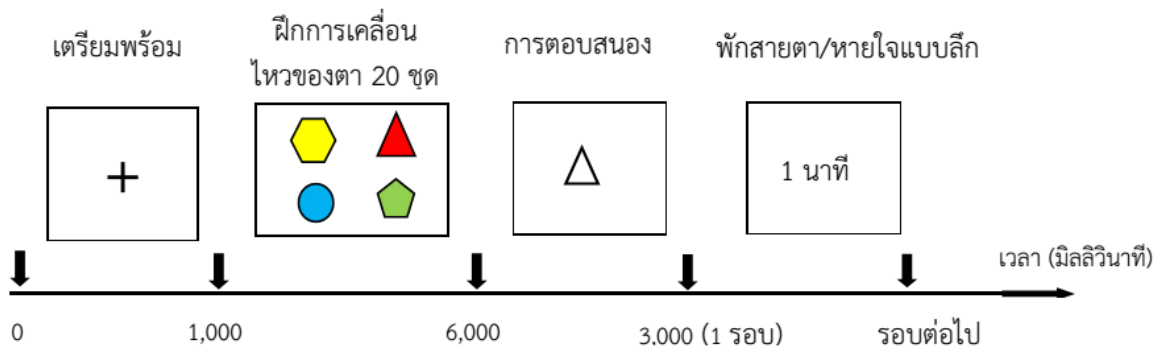 เตรียมพร้อม
ฝึกการเคลื่อน
ไหวของตา 20 ชุด
การตอบสนอง
พักสายตา/หายใจแบบลึก
+
1 นาที
เวลา (มิลลิวินาที)
0
1,000
6,000
3,000 (1 รอบ)
รอบต่อไป